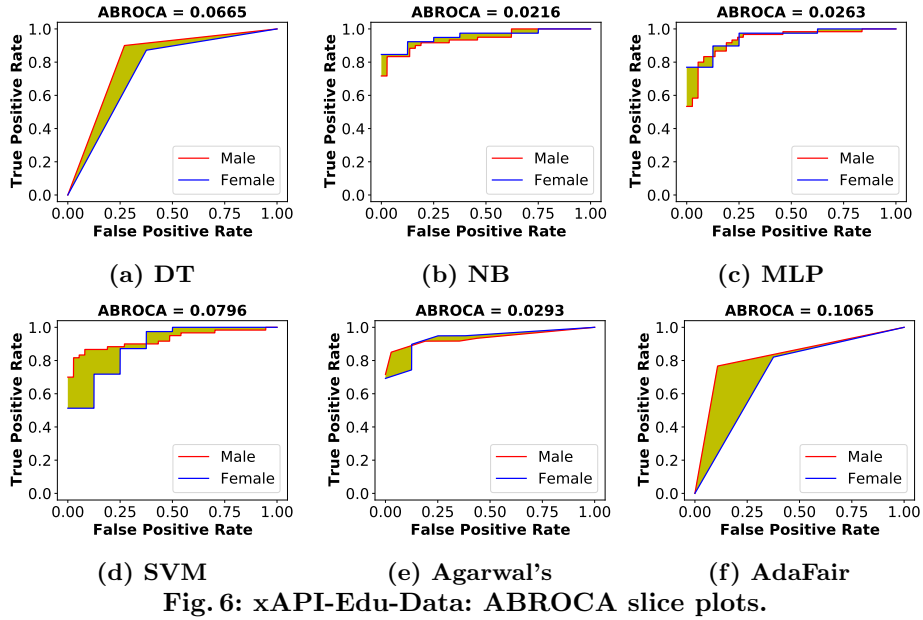 ABROCA = 0.0665
True Positive Rate
1.0
0.8
0.6
0.4
0.2
0.0
Male
Female
0.00 0.25 0.50 0.75 1.00
False Positive Rate
(a) DT
ABROCA = 0.0216
True Positive Rate
1.0
0.8
0.6
0.4
0.2
0.0
Male
Female
0.00 0.25 0.50 0.75 1.00
False Positive Rate
(b) NB
ABROCA = 0.0263
True Positive Rate
1.0
0.8
0.6
0.4
0.2
0.0
Male
Female
0.00 0.25 0.50 0.75 1.00
False Positive Rate
(c) MLP
ABROCA = 0.0796
True Positive Rate
1.0
0.8
0.6
0.4
0.2
0.0
Male
Female
0.00 0.25 0.50 0.75 1.00
False Positive Rate
(d) SVM
ABROCA = 0.0293
True Positive Rate
1.0
0.8
0.6
0.4
0.2
0.0
Male
Female
0.00 0.25 0.50 0.75 1.00
False Positive Rate
(e) Agarwal's
ABROCA = 0.1065
True Positive Rate
1.0
0.8
0.6
0.4
0.2
0.0
Male
Female
0.00 0.25 0.50 0.75 1.00
False Positive Rate
(f) AdaFair
Fig. 6: xAPI-Edu-Data: ABROCA slice plots.